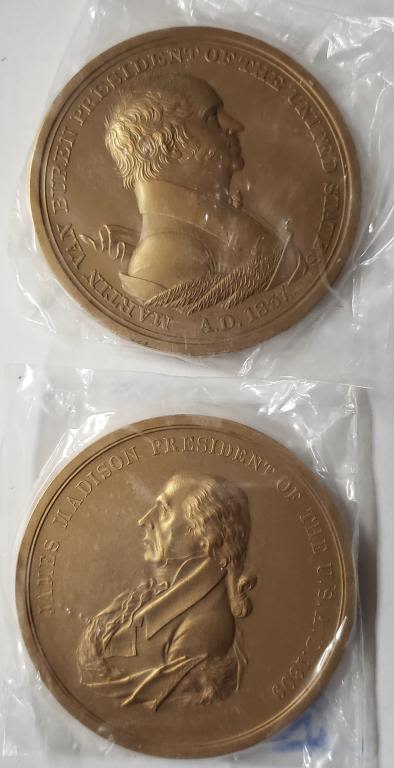 MARTIN VAN BUREN PRESIDENT OF THE UNITED STATES
A.D. 1837
JAMES MADISON PRESIDENT OF THE U.S. A.D. 1809